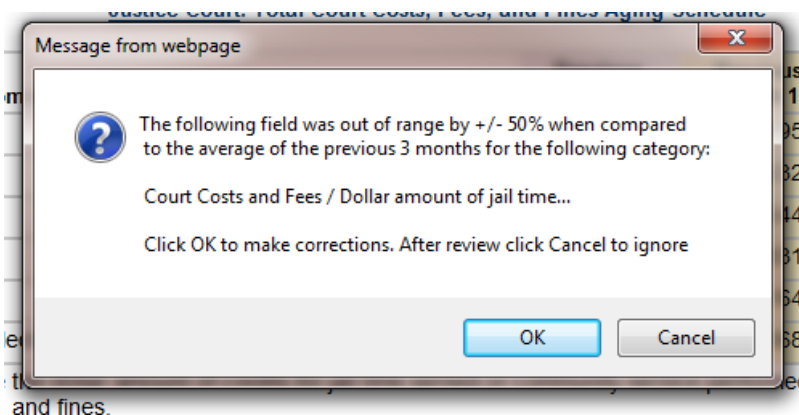 Justice Court: Total Court Costs, Fees, and Fines Aging Schedule
Message from webpage
The following field was out of range by +/- 50% when compared
to the average of the previous 3 months for the following category:
Court Costs and Fees / Dollar amount of jail time...
Click OK to make corrections. After review click Cancel to ignore
OK Cancel
and fines.